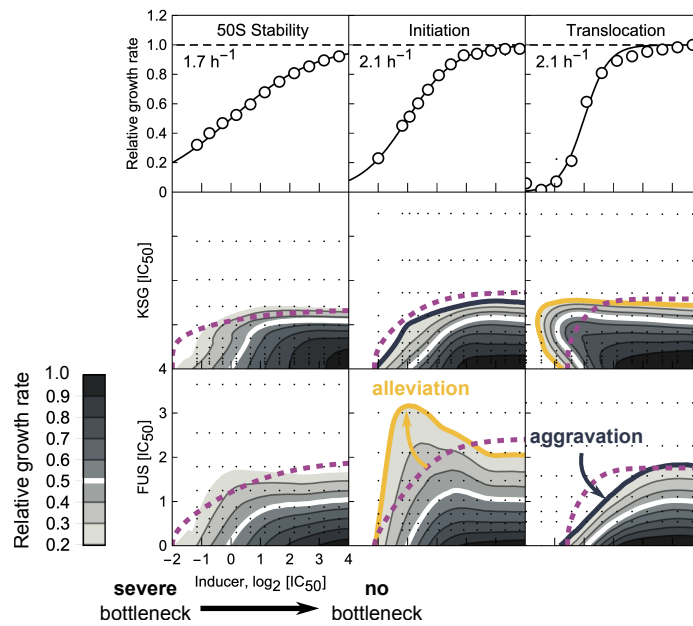 50S Stability
Initiation
Translocation
Relative growth rate
1.2
1.0
0.8
0.6
0.4
0.2
0
1.7 h⁻¹
2.1 h⁻¹
2.1 h⁻¹
KSG [IC50]
4
alleviation
aggravation
FUS [IC50]
4
3
2
1
0
-2 -1 0 1 2 3 4
Inducer, log2 [IC50]
Relative growth rate
1.0
0.9
0.8
0.7
0.6
0.5
0.4
0.3
0.2
severe
bottleneck
no
bottleneck